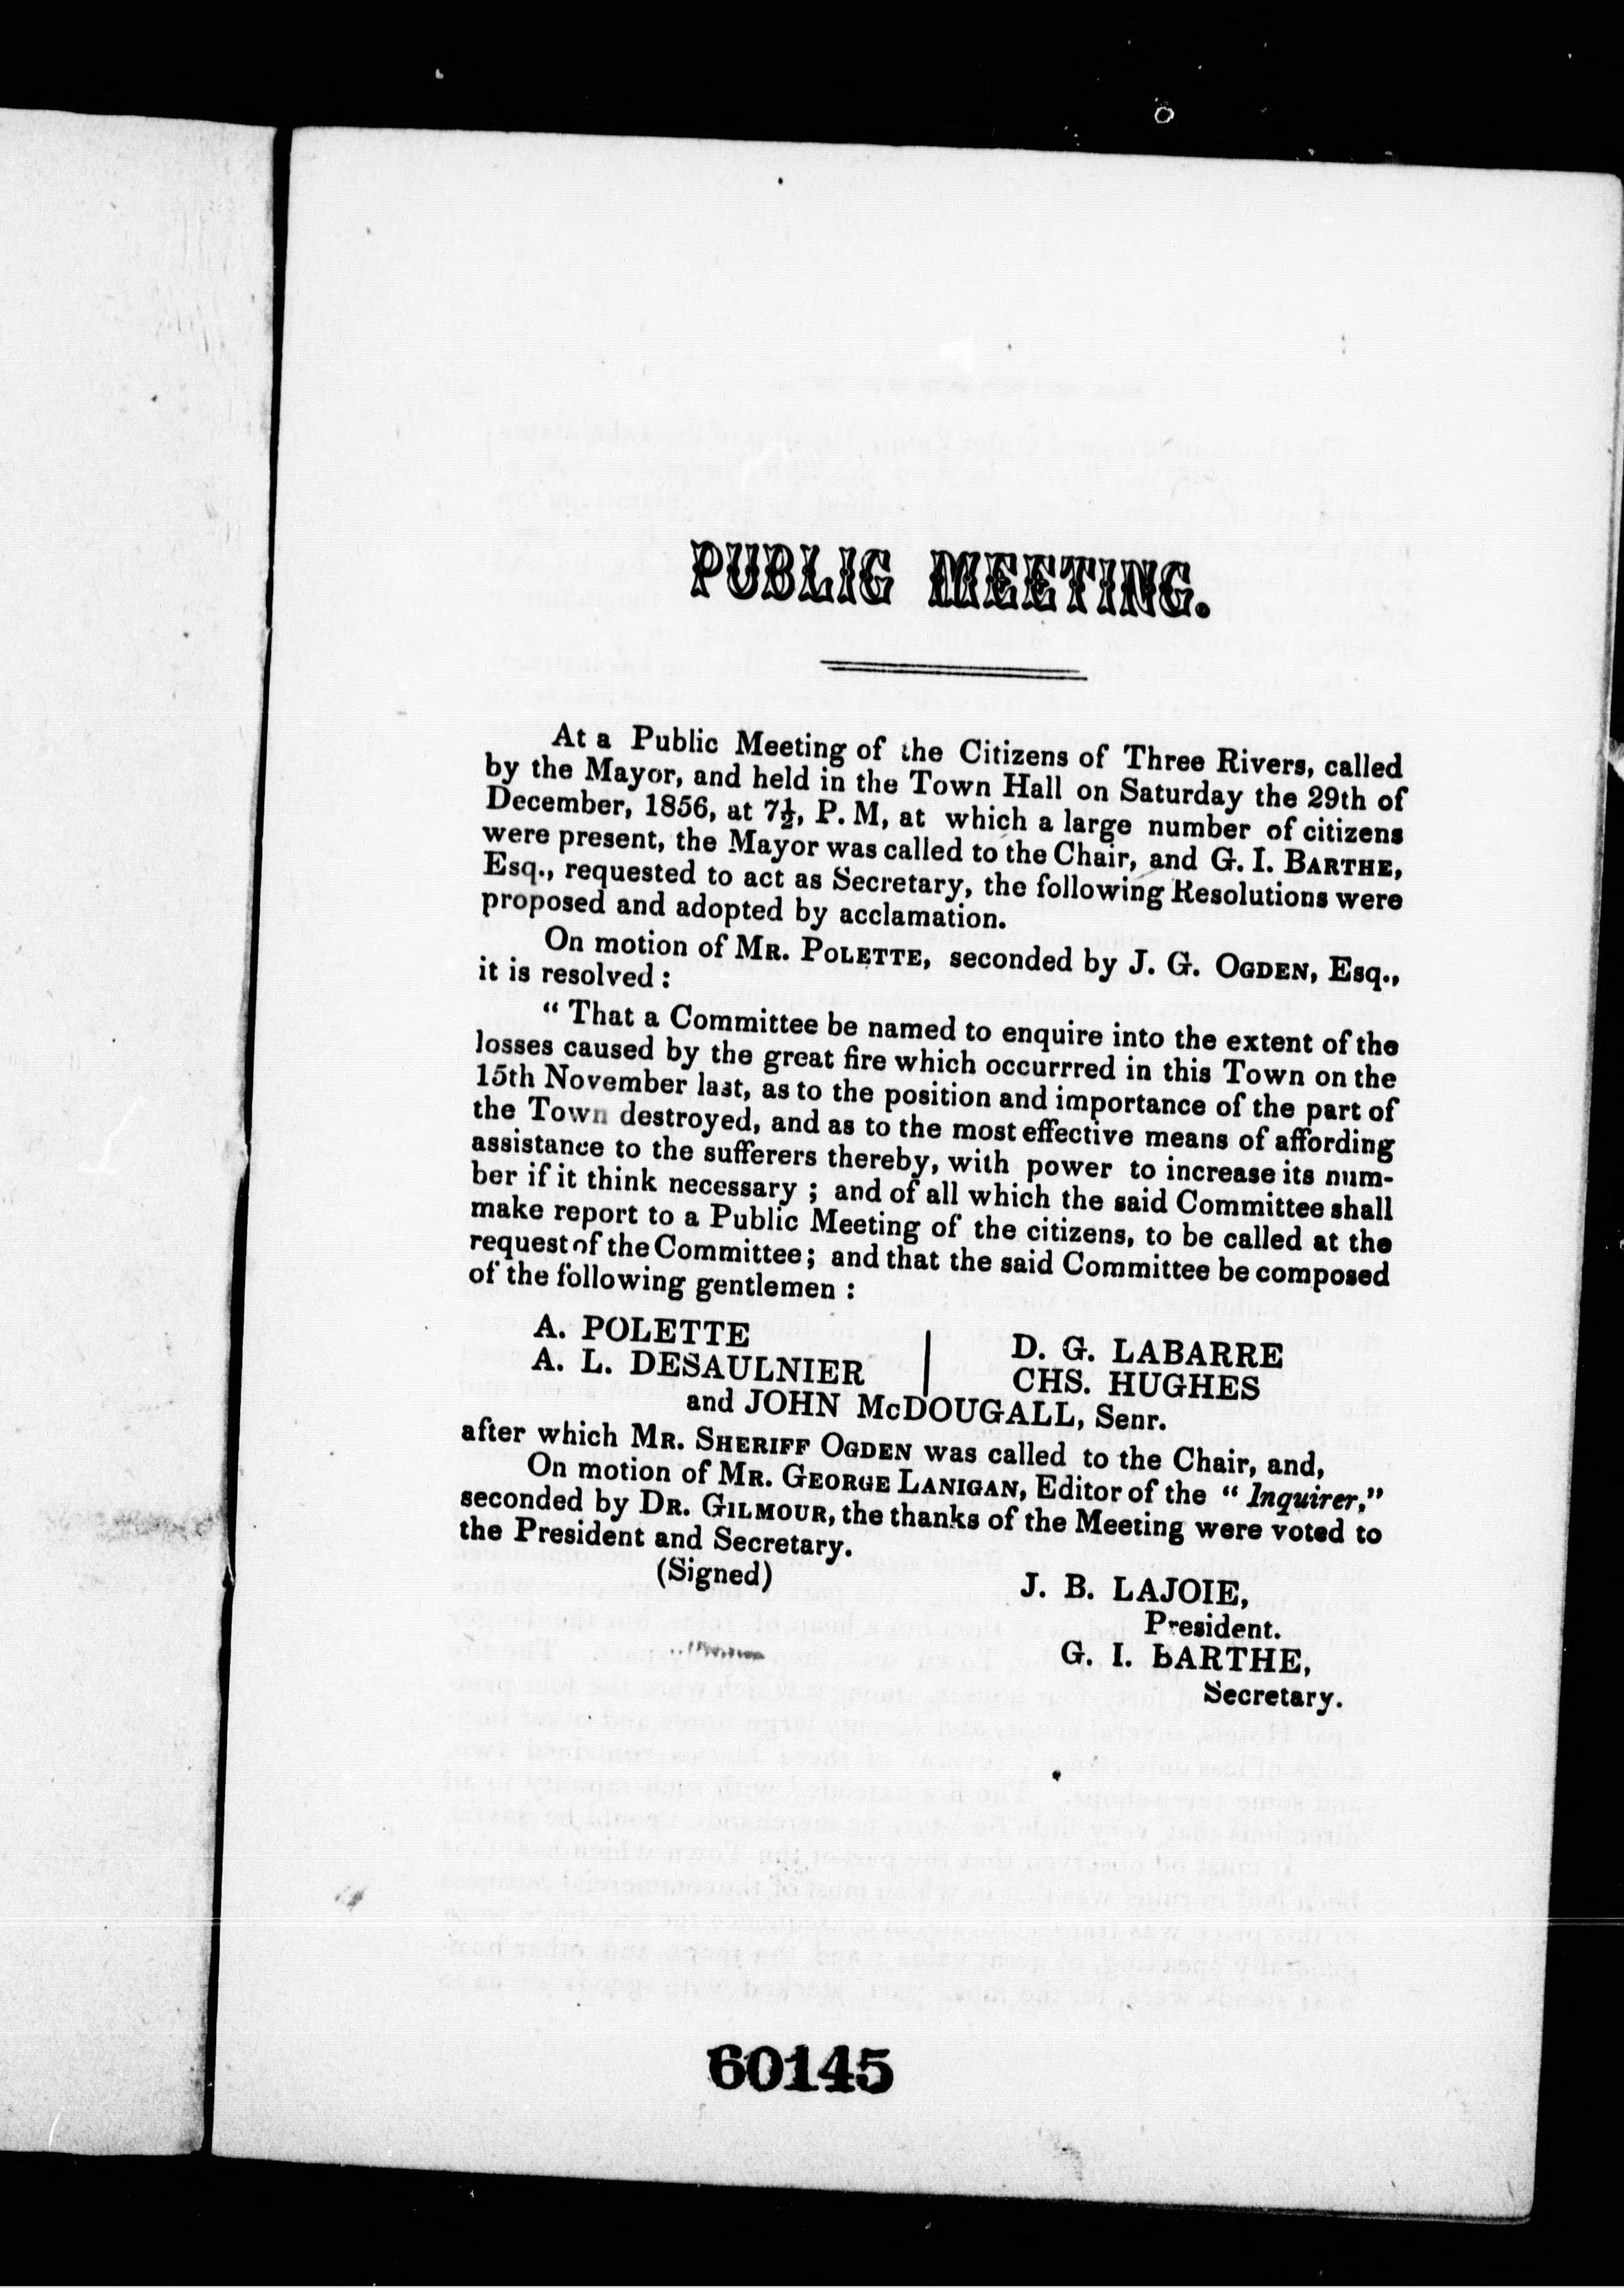 PUBLIC MEETING.
At a Public Meeting of the Citizens of Three Rivers, called
by the Mayor, and held in the Town Hall on Saturday the 29th of
December, 1856, at 7½, P. M, at which a large number of citizens
were present, the Mayor was called to the Chair, and G. I. BARTHE,
Esq., requested to act as Secretary, the following Resolutions were
proposed and adopted by acclamation.
On motion of MR. POLETTE, seconded by J. G. OGDEN, Esq.,
it is resolved :
“ That a Committee be named to enquire into the extent of the
losses caused by the great fire which occurrred in this Town on the
15th November last, as to the position and importance of the part of
the Town destroyed, and as to the most effective means of affording
assistance to the sufferers thereby, with power to increase its num-
ber if it think necessary ; and of all which the said Committee shall
make report to a Public Meeting of the citizens, to be called at the
request of the Committee; and that the said Committee be composed
of the following gentlemen :
A. POLETTE | D. G. LABARRE
A. L. DESAULNIER | CHS. HUGHES
and JOHN McDOUGALL, Senr.
after which MR. SHERIFF OGDEN was called to the Chair, and,
On motion of MR. GEORGE LANIGAN, Editor of the “ Inquirer,”
seconded by DR. GILMOUR, the thanks of the Meeting were voted to
the President and Secretary.
(Signed) J. B. LAJOIE,
President.
G. I. BARTHE,
Secretary.
60145